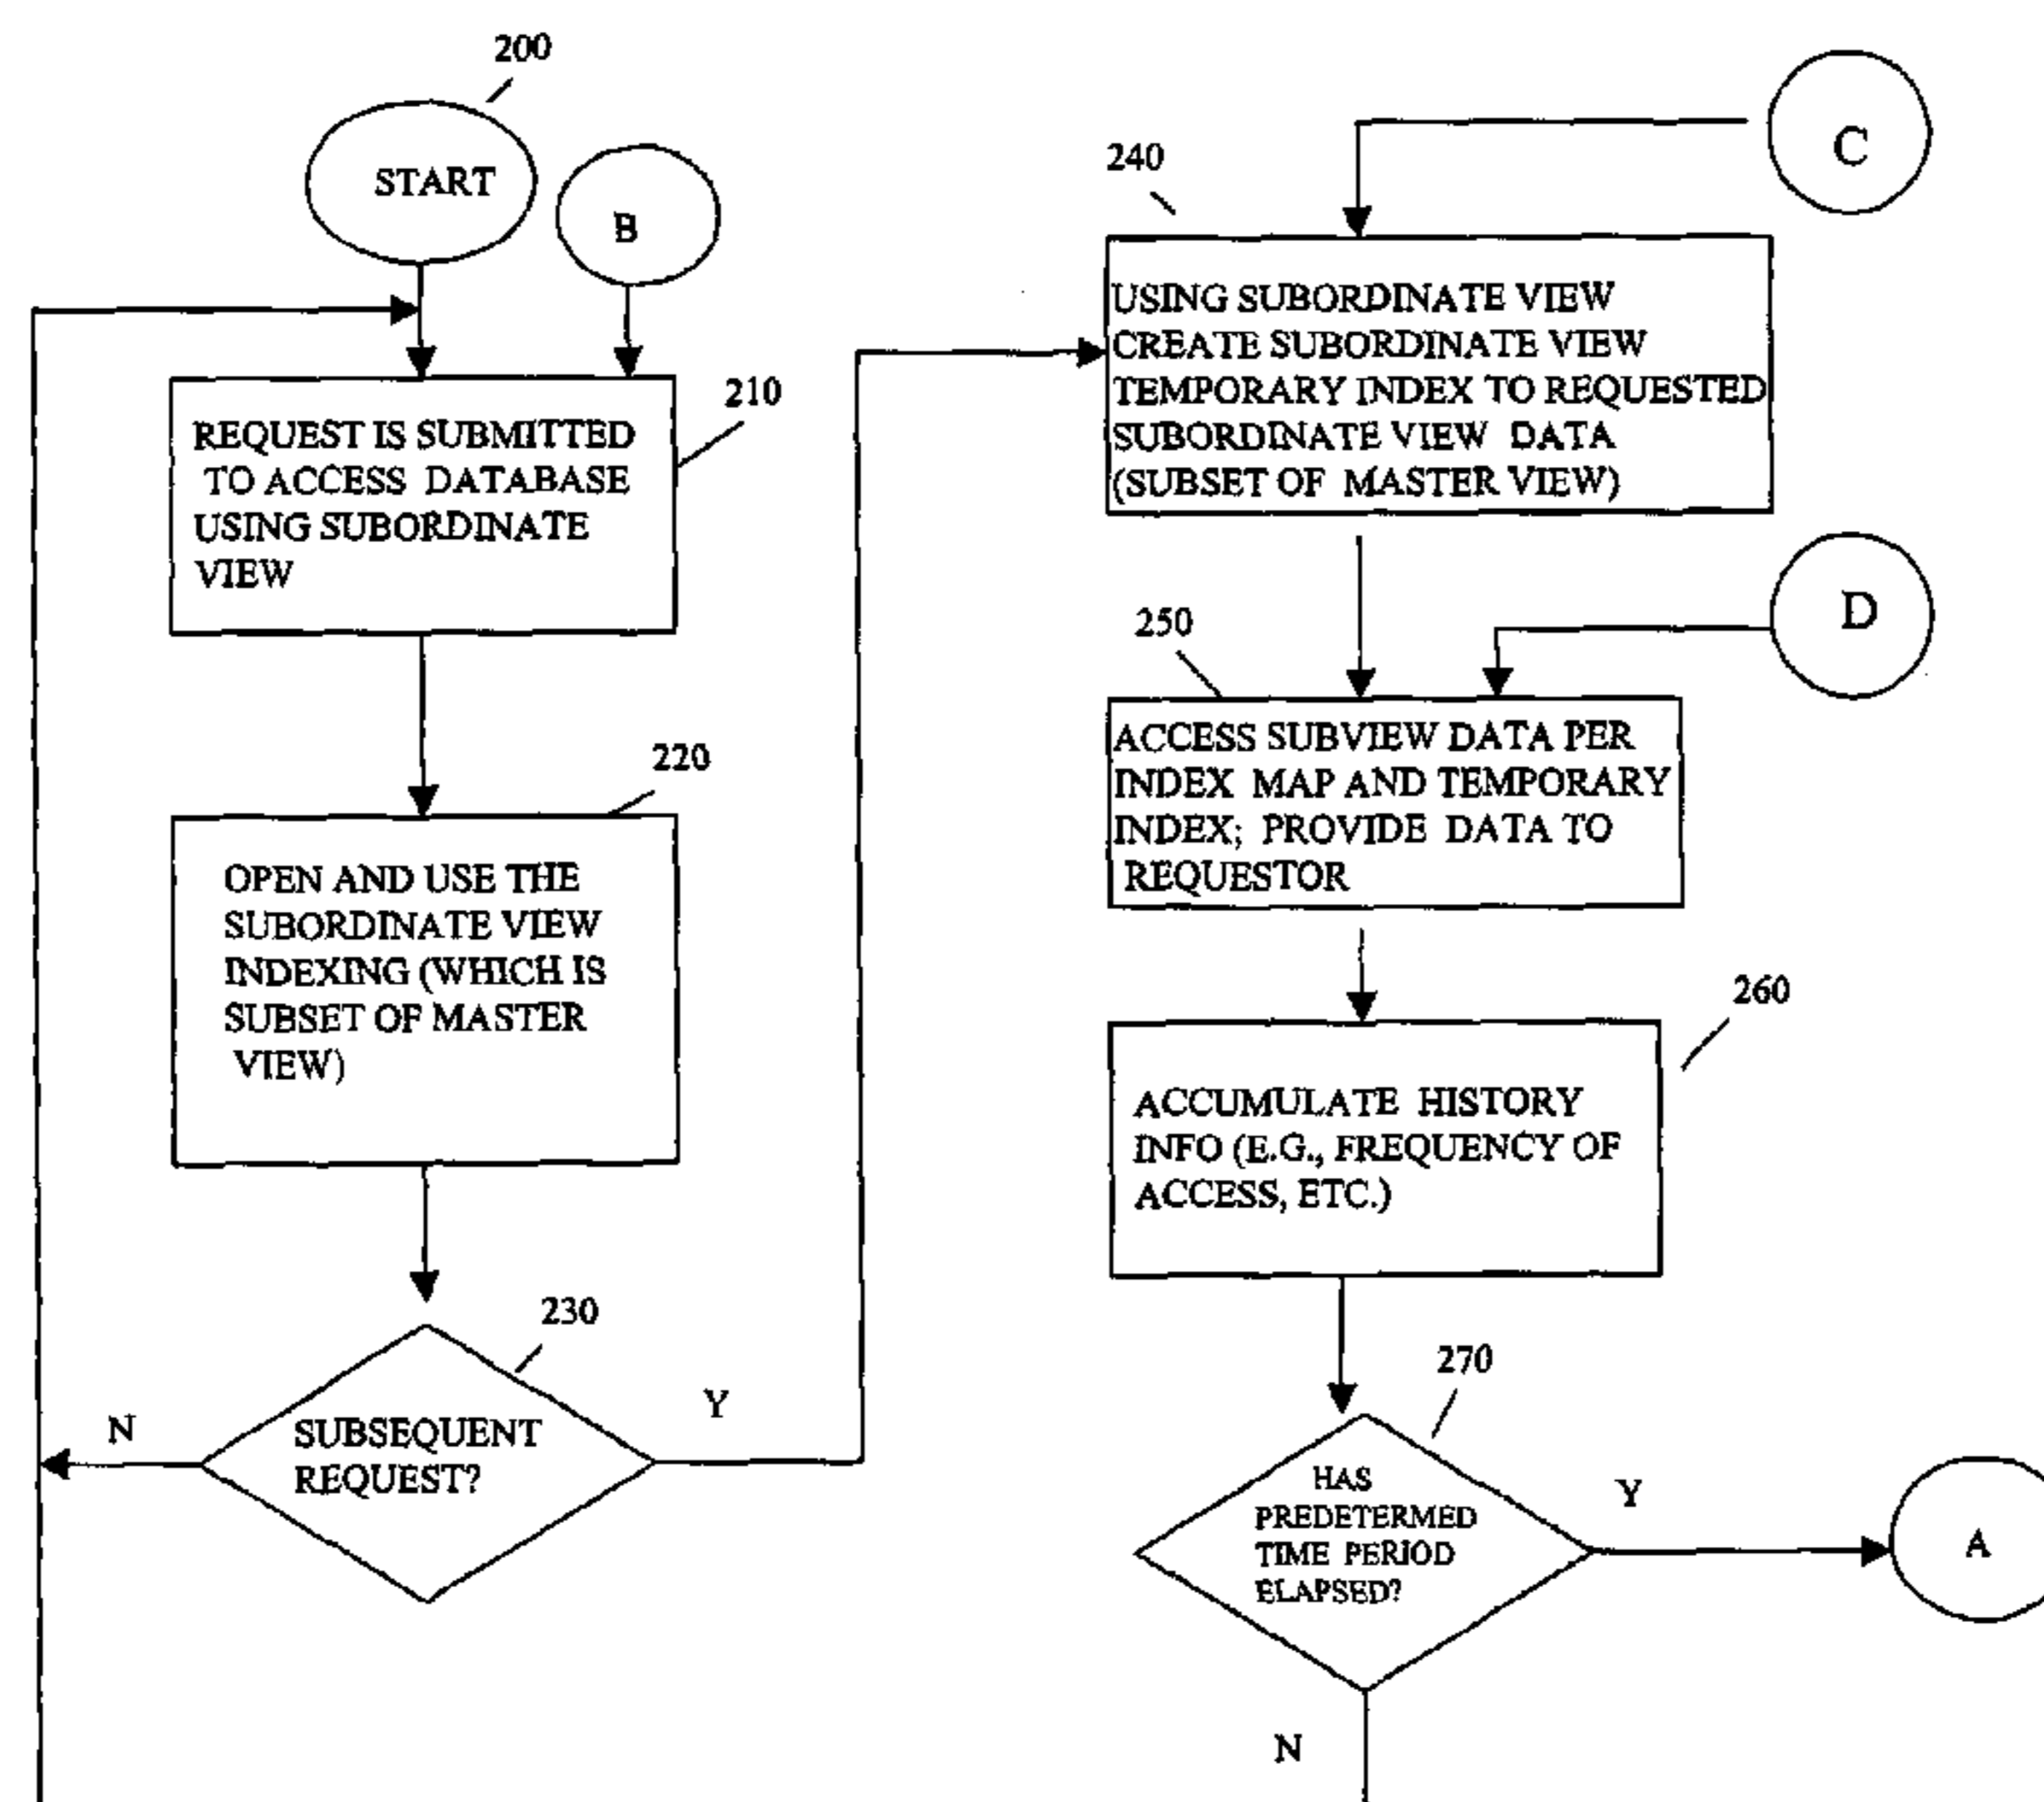 200
START
B
210
REQUEST IS SUBMITTED
TO ACCESS DATABASE
USING SUBORDINATE
VIEW
220
OPEN AND USE THE
SUBORDINATE VIEW
INDEXING (WHICH IS
SUBSET OF MASTER
VIEW)
230
SUBSEQUENT
REQUEST?
N
Y
C
240
USING SUBORDINATE VIEW
CREATE SUBORDINATE VIEW
TEMPORARY INDEX TO REQUESTED
SUBORDINATE VIEW DATA
(SUBSET OF MASTER VIEW)
D
250
ACCESS SUBVIEW DATA PER
INDEX MAP AND TEMPORARY
INDEX; PROVIDE DATA TO
REQUESTOR
260
ACCUMULATE HISTORY
INFO (E.G., FREQUENCY OF
ACCESS, ETC.)
270
HAS
PREDETERMED
TIME PERIOD
ELAPSED?
Y
A
N